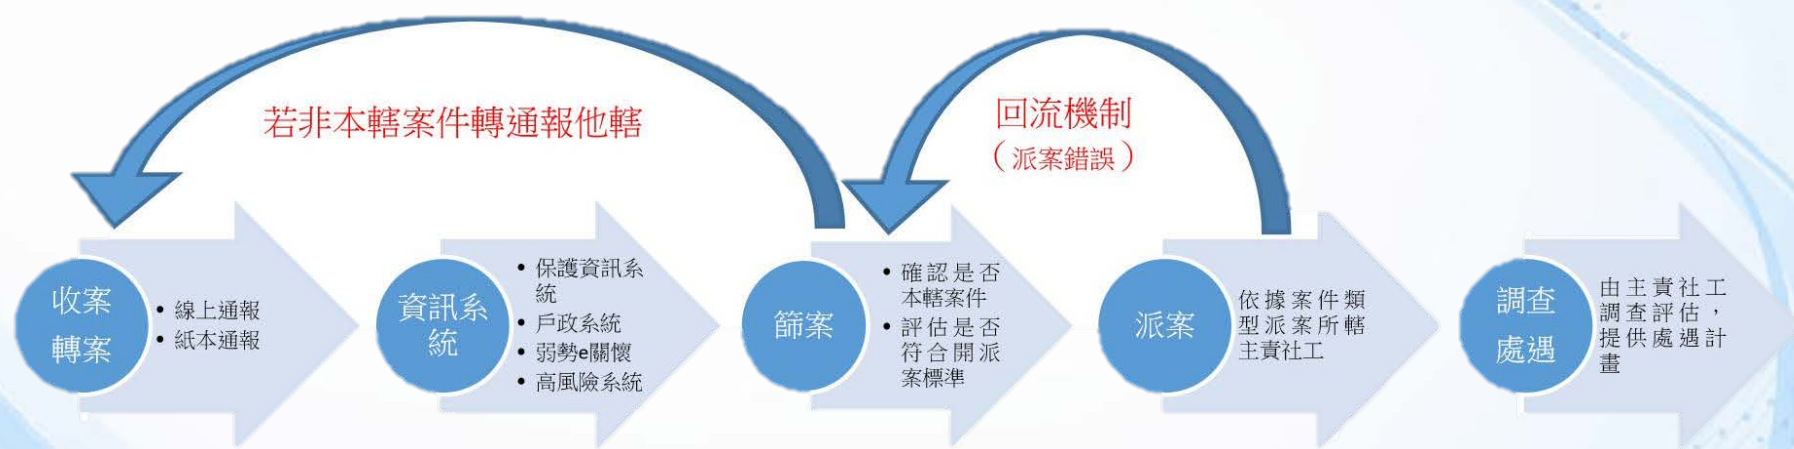 若非本轄案件轉通報他轄
回流機制
（派案錯誤）
收案
轉案
• 線上通報
• 紙本通報
資訊系
統
• 保護資訊系
統
• 戶政系統
• 弱勢e關懷
• 高風險系統
篩案
• 確認是否
本轄案件
• 評估是否
符合開派
案標準
派案
依據案件類
型派案所轄
主責社工
調查
處遇
由主責社工
調查評估，
提供處遇計
畫